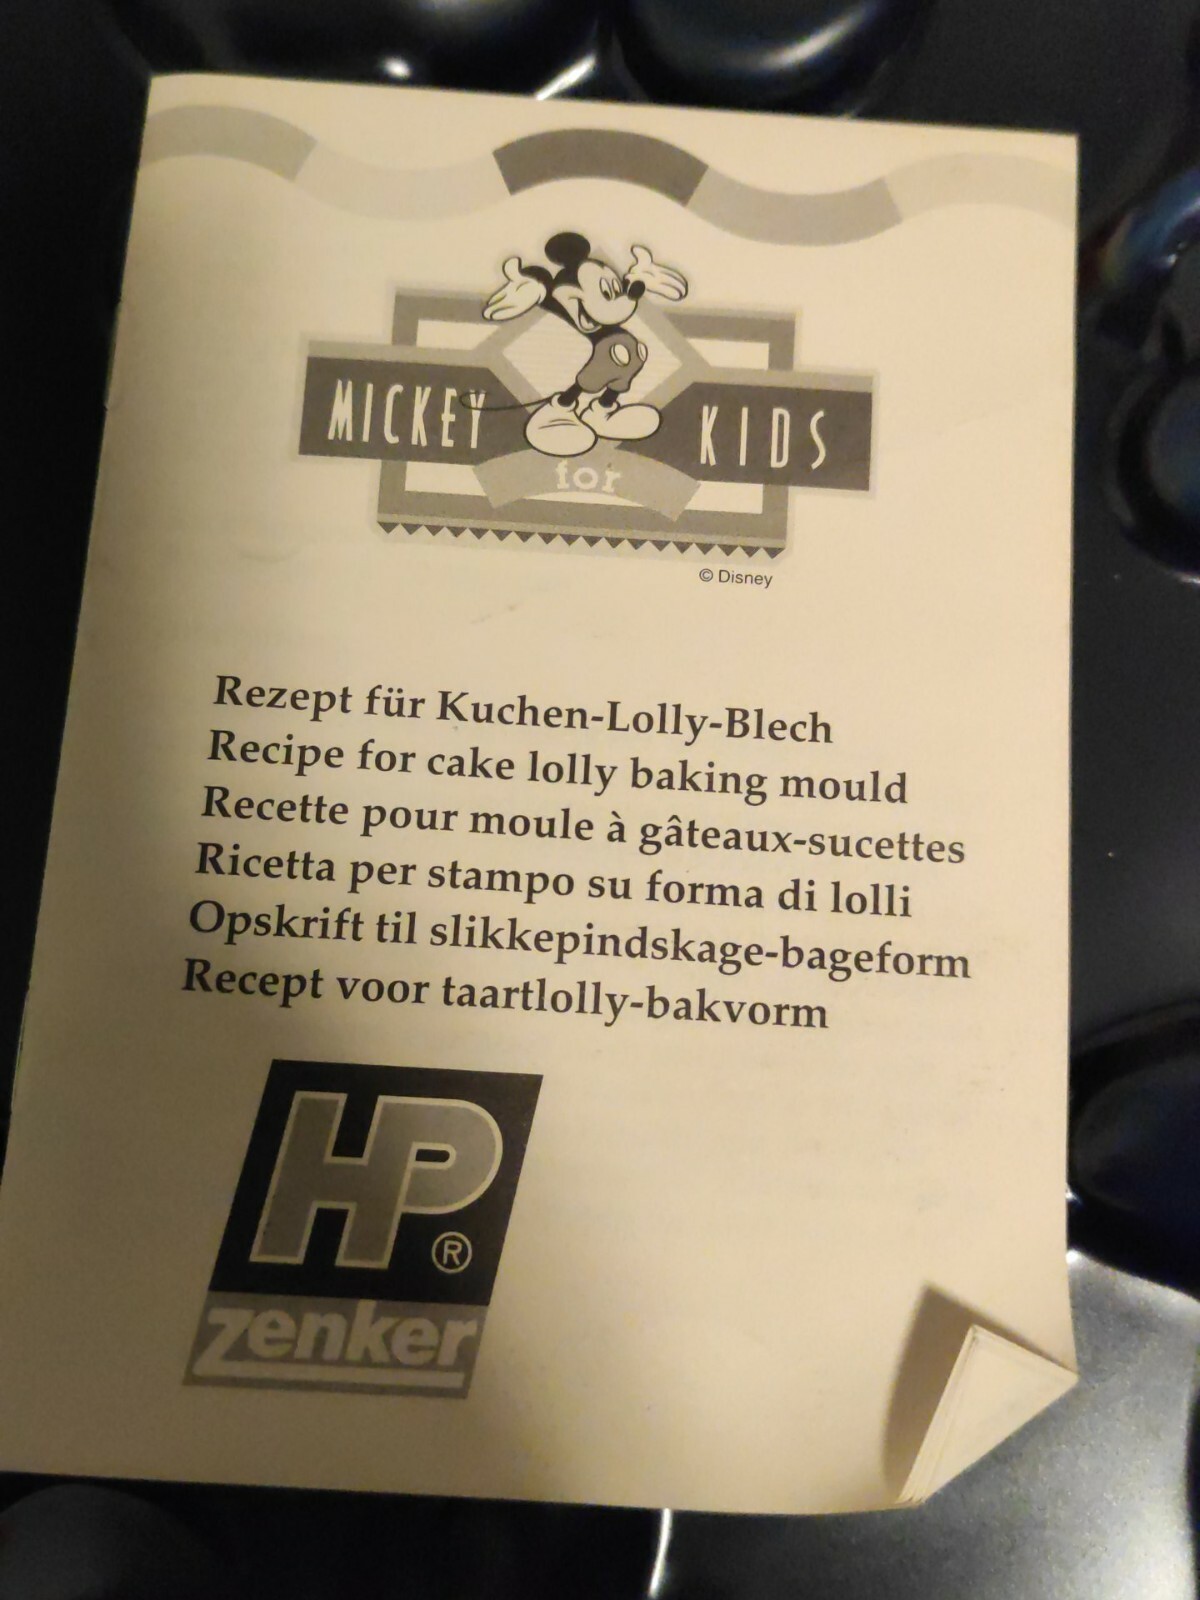 MICKEY for KIDS
© Disney
Rezept für Kuchen-Lolly-Blech
Recipe for cake lolly baking mould
Recette pour moule à gâteaux-sucettes
Ricetta per stampo su forma di lolli
Opskrift til slikkepindskage-bageform
Recept voor taartlolly-bakvorm
HP®
zenker